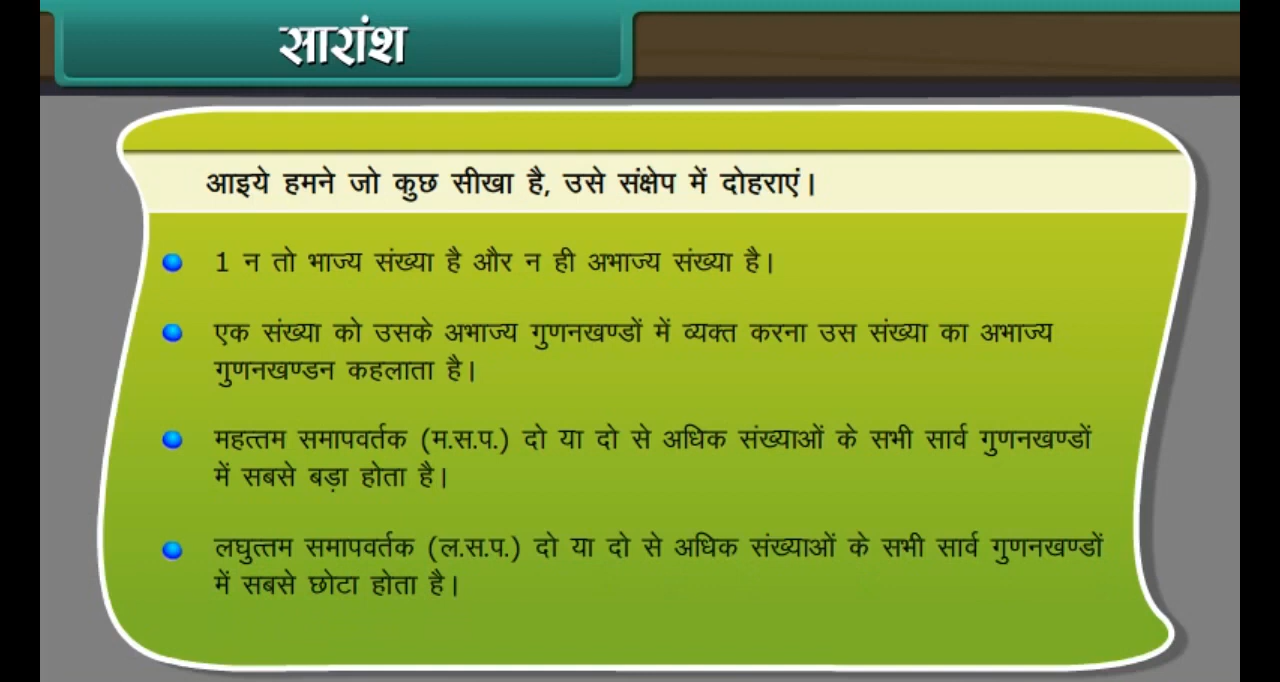 सारांश
आइये हमने जो कुछ सीखा है, उसे संक्षेप में दोहराएं।
1 न तो भाज्य संख्या है और न ही अभाज्य संख्या है।
एक संख्या को उसके अभाज्य गुणनखण्डों में व्यक्त करना उस संख्या का अभाज्य
गुणनखण्डन कहलाता है।
महत्तम समापवर्तक (म.स.प.) दो या दो से अधिक संख्याओं के सभी सार्व गुणनखण्डों
में सबसे बड़ा होता है।
लघुत्तम समापवर्तक (ल.स.प.) दो या दो से अधिक संख्याओं के सभी सार्व गुणनखण्डों
में सबसे छोटा होता है।